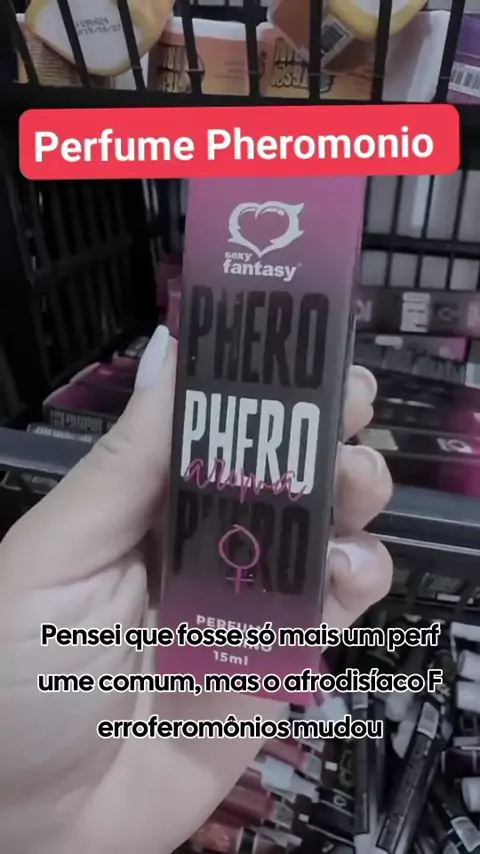 Perfume Pheromonio
sexy
fantasy
PHERO
PHERO
aroma
PHERO
15ml
Pensei que fosse só mais um perf
ume comum, mas o afrodisíaco F
erroferomônios mudou